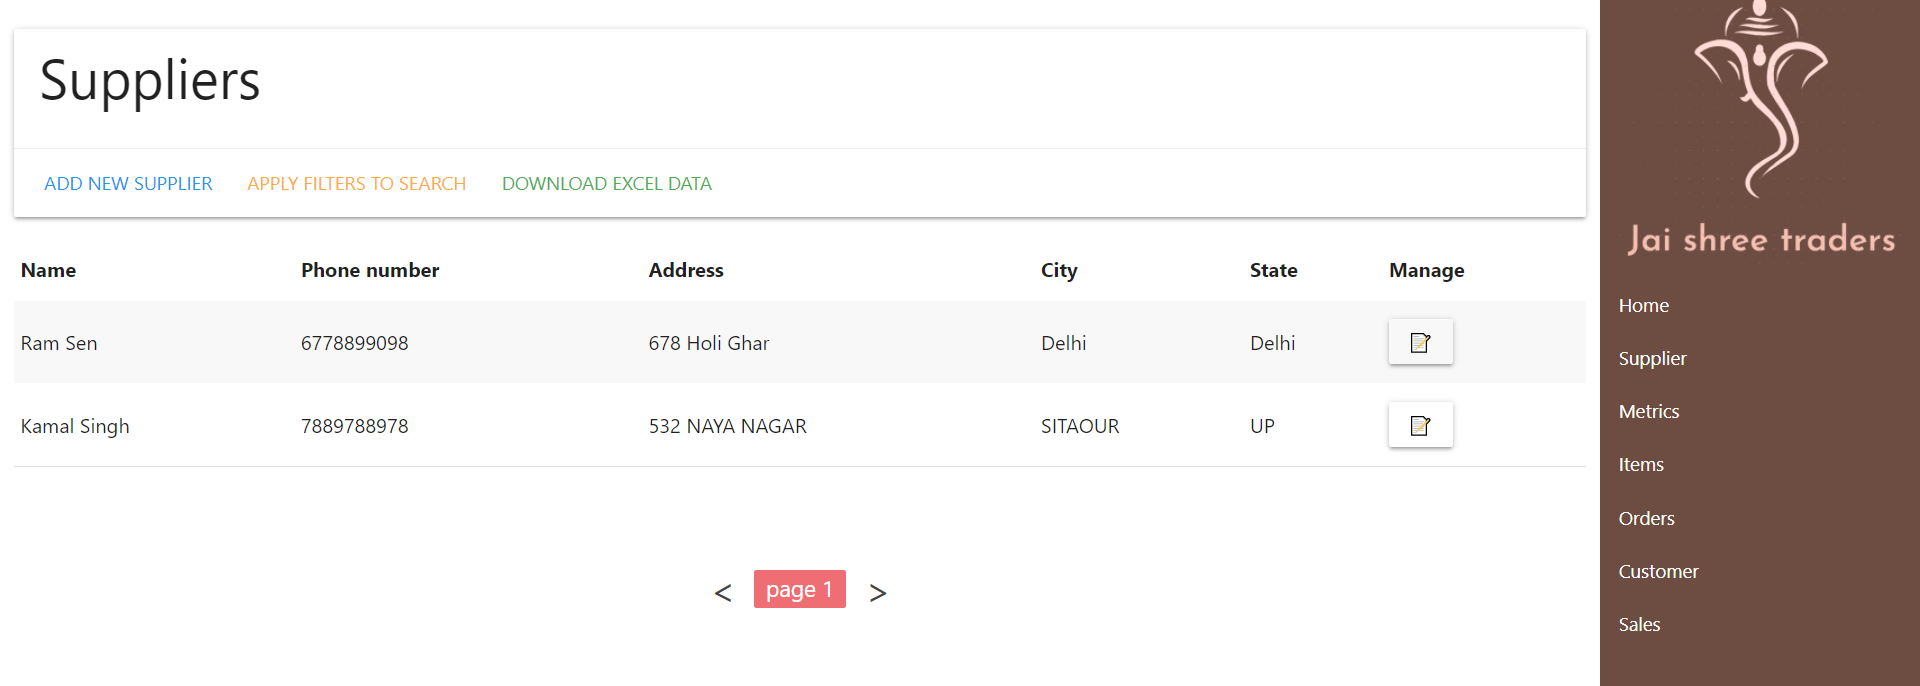 Suppliers
ADD NEW SUPPLIER APPLY FILTERS TO SEARCH DOWNLOAD EXCEL DATA
Name Phone number Address City State Manage
Ram Sen 6778899098 678 Holi Ghar Delhi Delhi
Kamal Singh 7889788978 532 NAYA NAGAR SITAOUR UP
< page 1 >
Jai shree traders
Home
Supplier
Metrics
Items
Orders
Customer
Sales